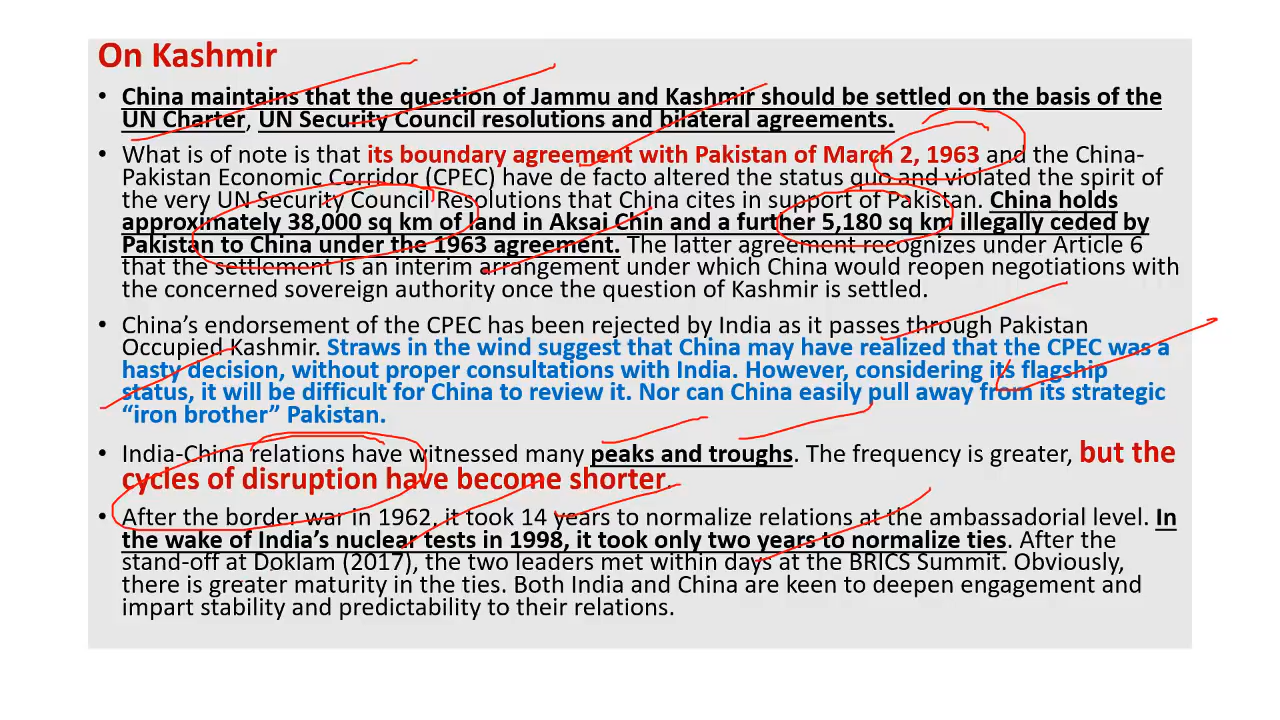 On Kashmir
• China maintains that the question of Jammu and Kashmir should be settled on the basis of the
UN Charter, UN Security Council resolutions and bilateral agreements.
• What is of note is that its boundary agreement with Pakistan of March 2, 1963 and the China-
Pakistan Economic Corridor (CPEC) have de facto altered the status quo and violated the spirit of
the very UN Security Council Resolutions that China cites in support of Pakistan. China holds
approximately 38,000 sq km of land in Aksai Chin and a further 5,180 sq km illegally ceded by
Pakistan to China under the 1963 agreement. The latter agreement recognizes under Article 6
that the settlement is an interim arrangement under which China would reopen negotiations with
the concerned sovereign authority once the question of Kashmir is settled.
• China’s endorsement of the CPEC has been rejected by India as it passes through Pakistan
Occupied Kashmir. Straws in the wind suggest that China may have realized that the CPEC was a
hasty decision, without proper consultations with India. However, considering its flagship
status, it will be difficult for China to review it. Nor can China easily pull away from its strategic
“iron brother” Pakistan.
• India-China relations have witnessed many peaks and troughs. The frequency is greater, but the
cycles of disruption have become shorter.
• After the border war in 1962, it took 14 years to normalize relations at the ambassadorial level. In
the wake of India’s nuclear tests in 1998, it took only two years to normalize ties. After the
stand-off at Doklam (2017), the two leaders met within days at the BRICS Summit. Obviously,
there is greater maturity in the ties. Both India and China are keen to deepen engagement and
impart stability and predictability to their relations.